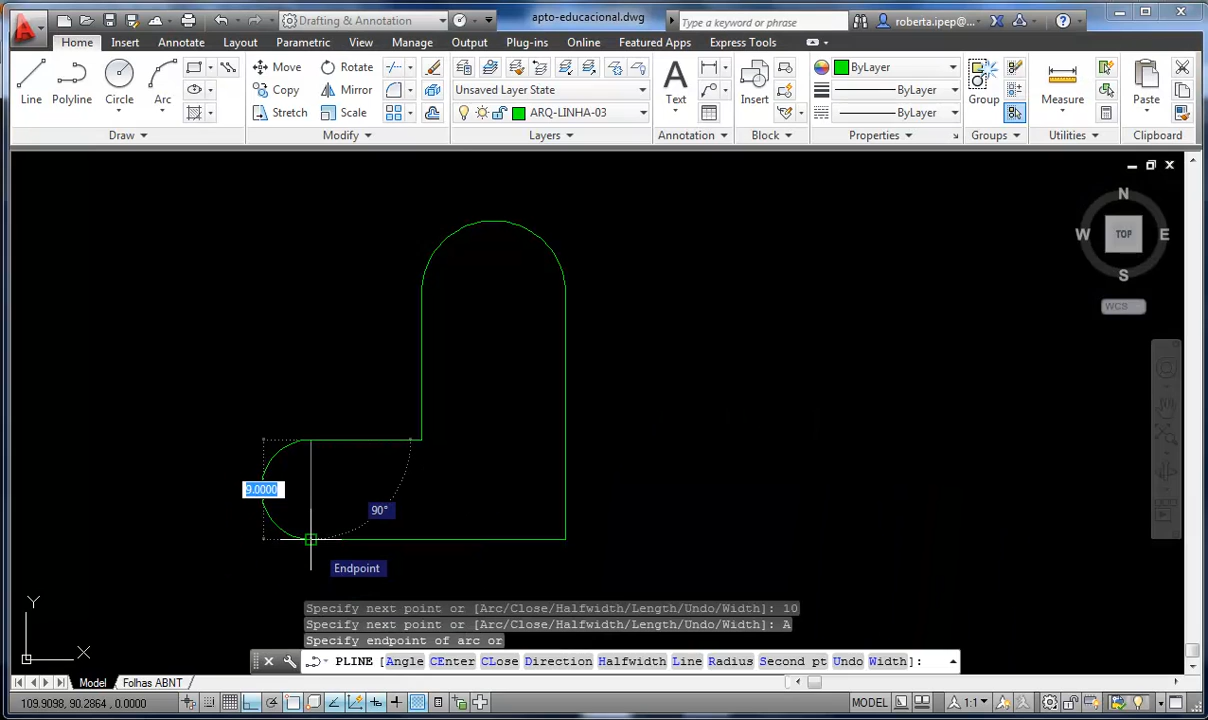 Drafting & Annotation
apto-educacional.dwg
Type a keyword or phrase
roberta.ipep@...
Home Insert Annotate Layout Parametric View Manage Output Plug-ins Online Featured Apps Express Tools
Line Polyline Circle Arc
Move Rotate
Copy Mirror
Stretch Scale
Unsaved Layer State
ARQ-LINHA-03
Text
Insert
ByLayer
ByLayer
ByLayer
Group
Measure
Paste
Draw Modify Layers Annotation Block Properties Groups Utilities Clipboard
N
W TOP E
S
WCS
9.0000
90°
Endpoint
Y
X
Specify next point or [Arc/Close/Halfwidth/Length/Undo/Width]: 10
Specify next point or [Arc/Close/Halfwidth/Length/Undo/Width]: A
Specify endpoint of arc or
PLINE [Angle CEnter CLose Direction Halfwidth Line Radius Second pt Undo Width]:
Model Folhas ABNT
109.9098, 90.2864, 0.0000
MODEL
1:1